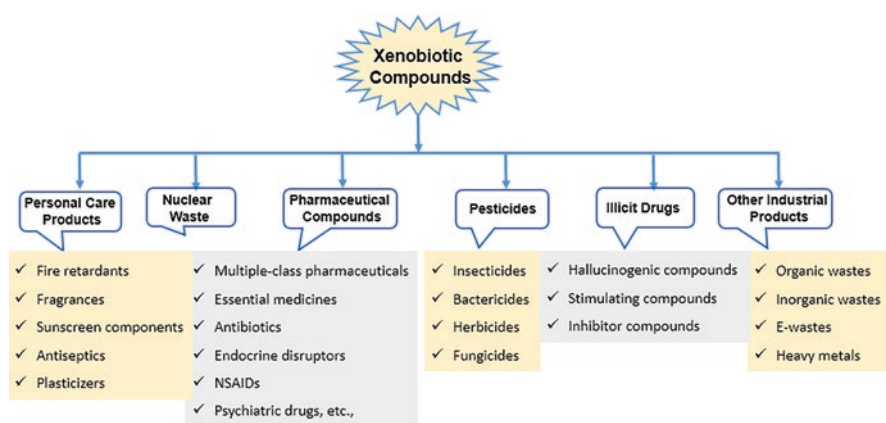 Xenobiotic
Compounds
Personal Care
Products
Nuclear
Waste
Pharmaceutical
Compounds
Pesticides
Illicit Drugs
Other Industrial
Products
✓ Fire retardants
✓ Fragrances
✓ Sunscreen components
✓ Antiseptics
✓ Plasticizers
✓ Multiple-class pharmaceuticals
✓ Essential medicines
✓ Antibiotics
✓ Endocrine disruptors
✓ NSAIDs
✓ Psychiatric drugs, etc.,
✓ Insecticides
✓ Bactericides
✓ Herbicides
✓ Fungicides
✓ Hallucinogenic compounds
✓ Stimulating compounds
✓ Inhibitor compounds
✓ Organic wastes
✓ Inorganic wastes
✓ E-wastes
✓ Heavy metals